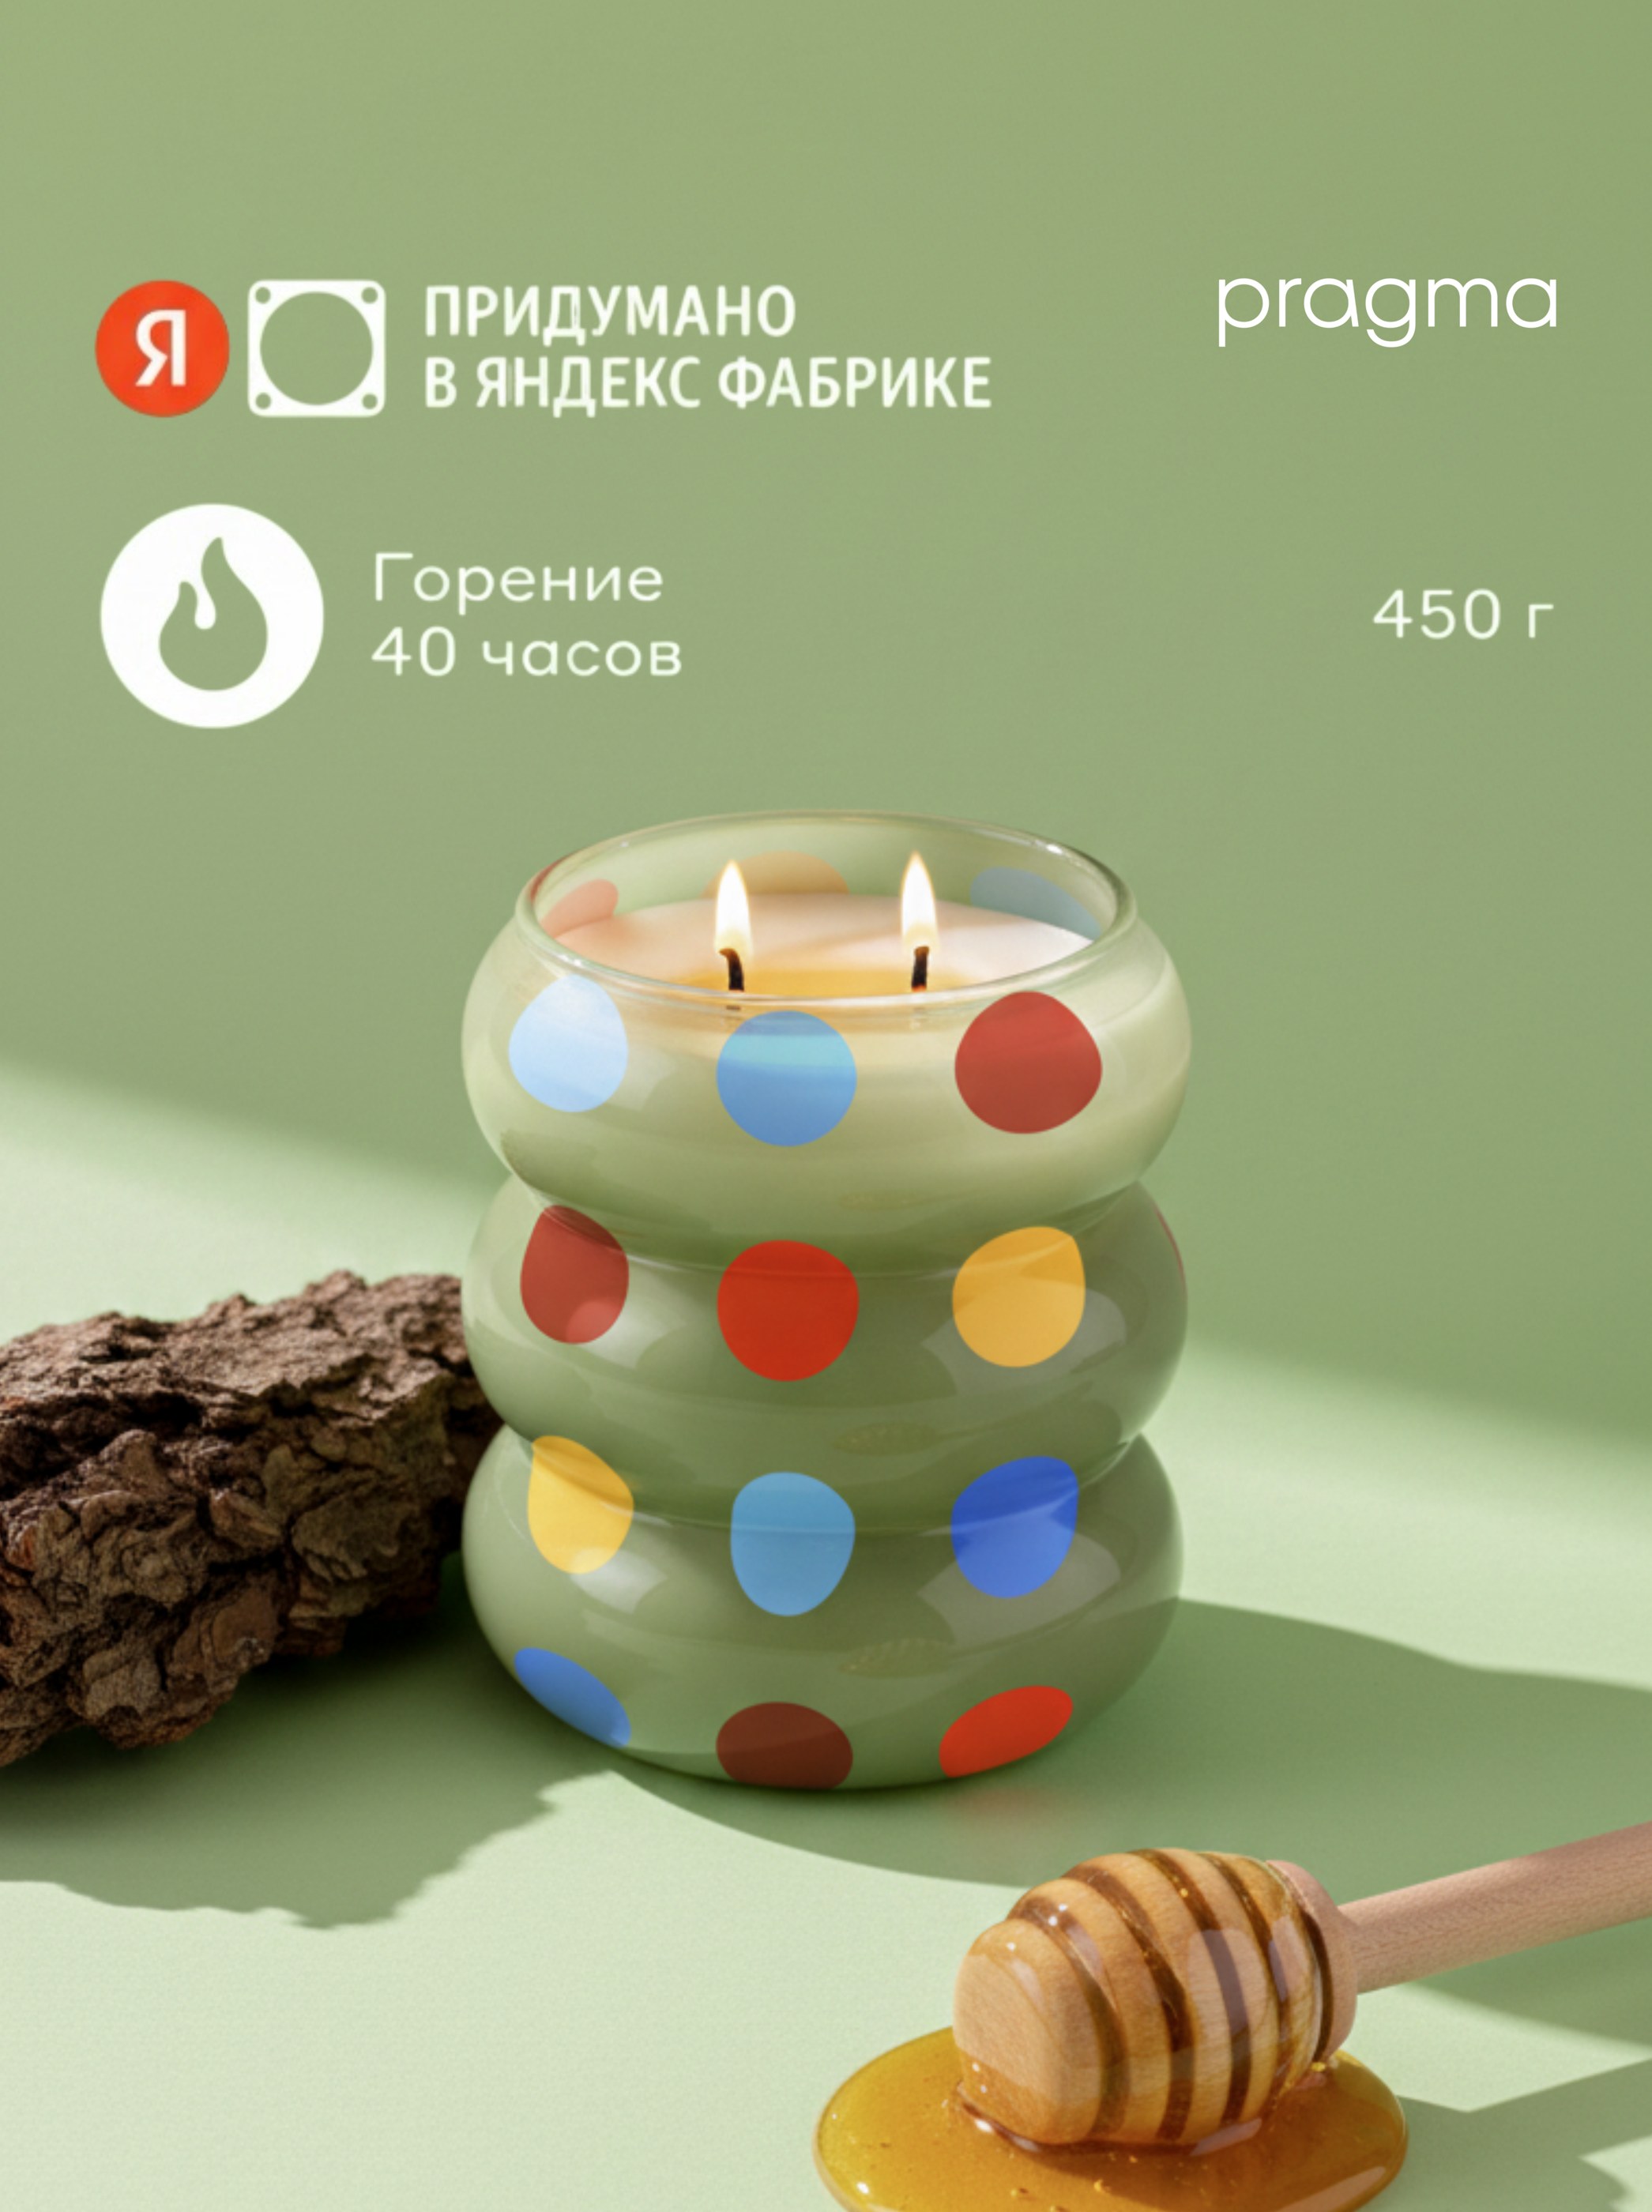 Я
ПРИДУМАНО
В ЯНДЕКС ФАБРИКЕ
pragma
Горение
40 часов
450 г